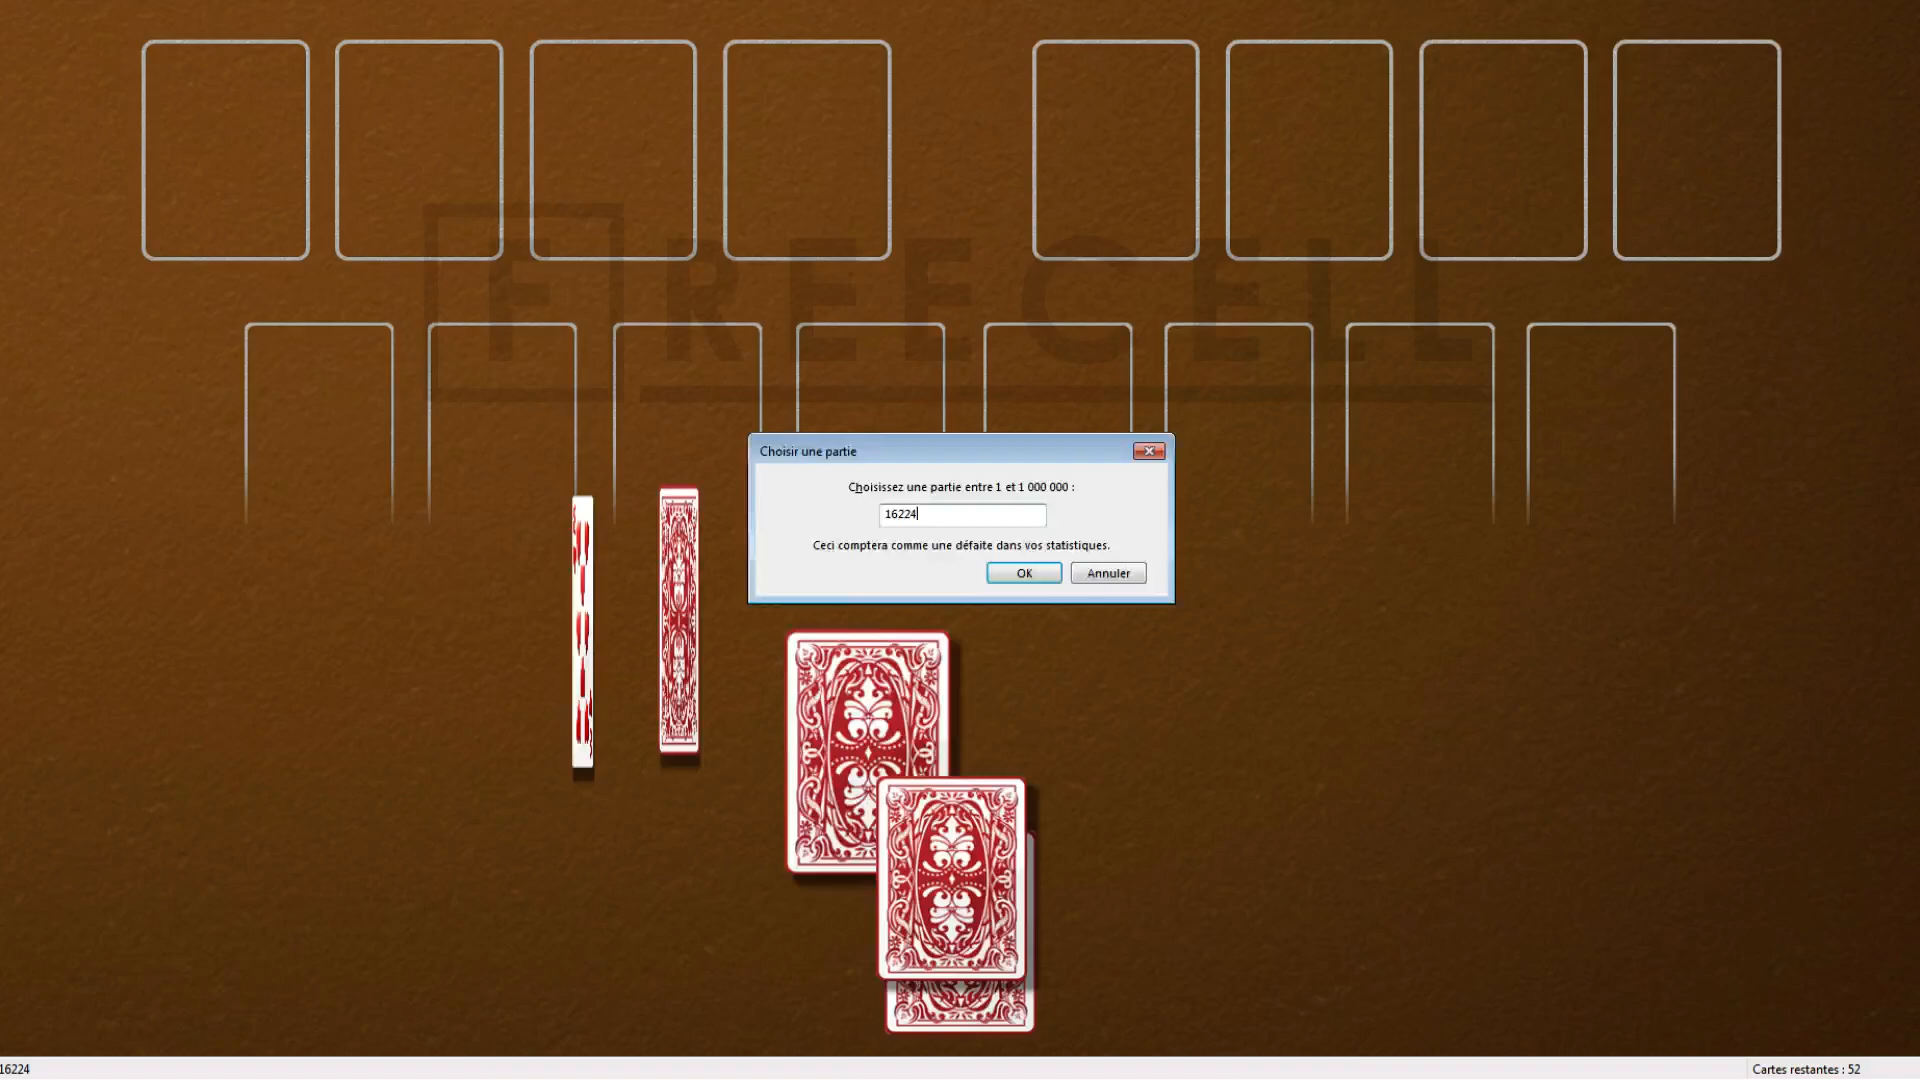 FREECELL
Choisir une partie
Choisissez une partie entre 1 et 1 000 000 :
16224
Ceci comptera comme une défaite dans vos statistiques.
OK
Annuler
16224
Cartes restantes : 52